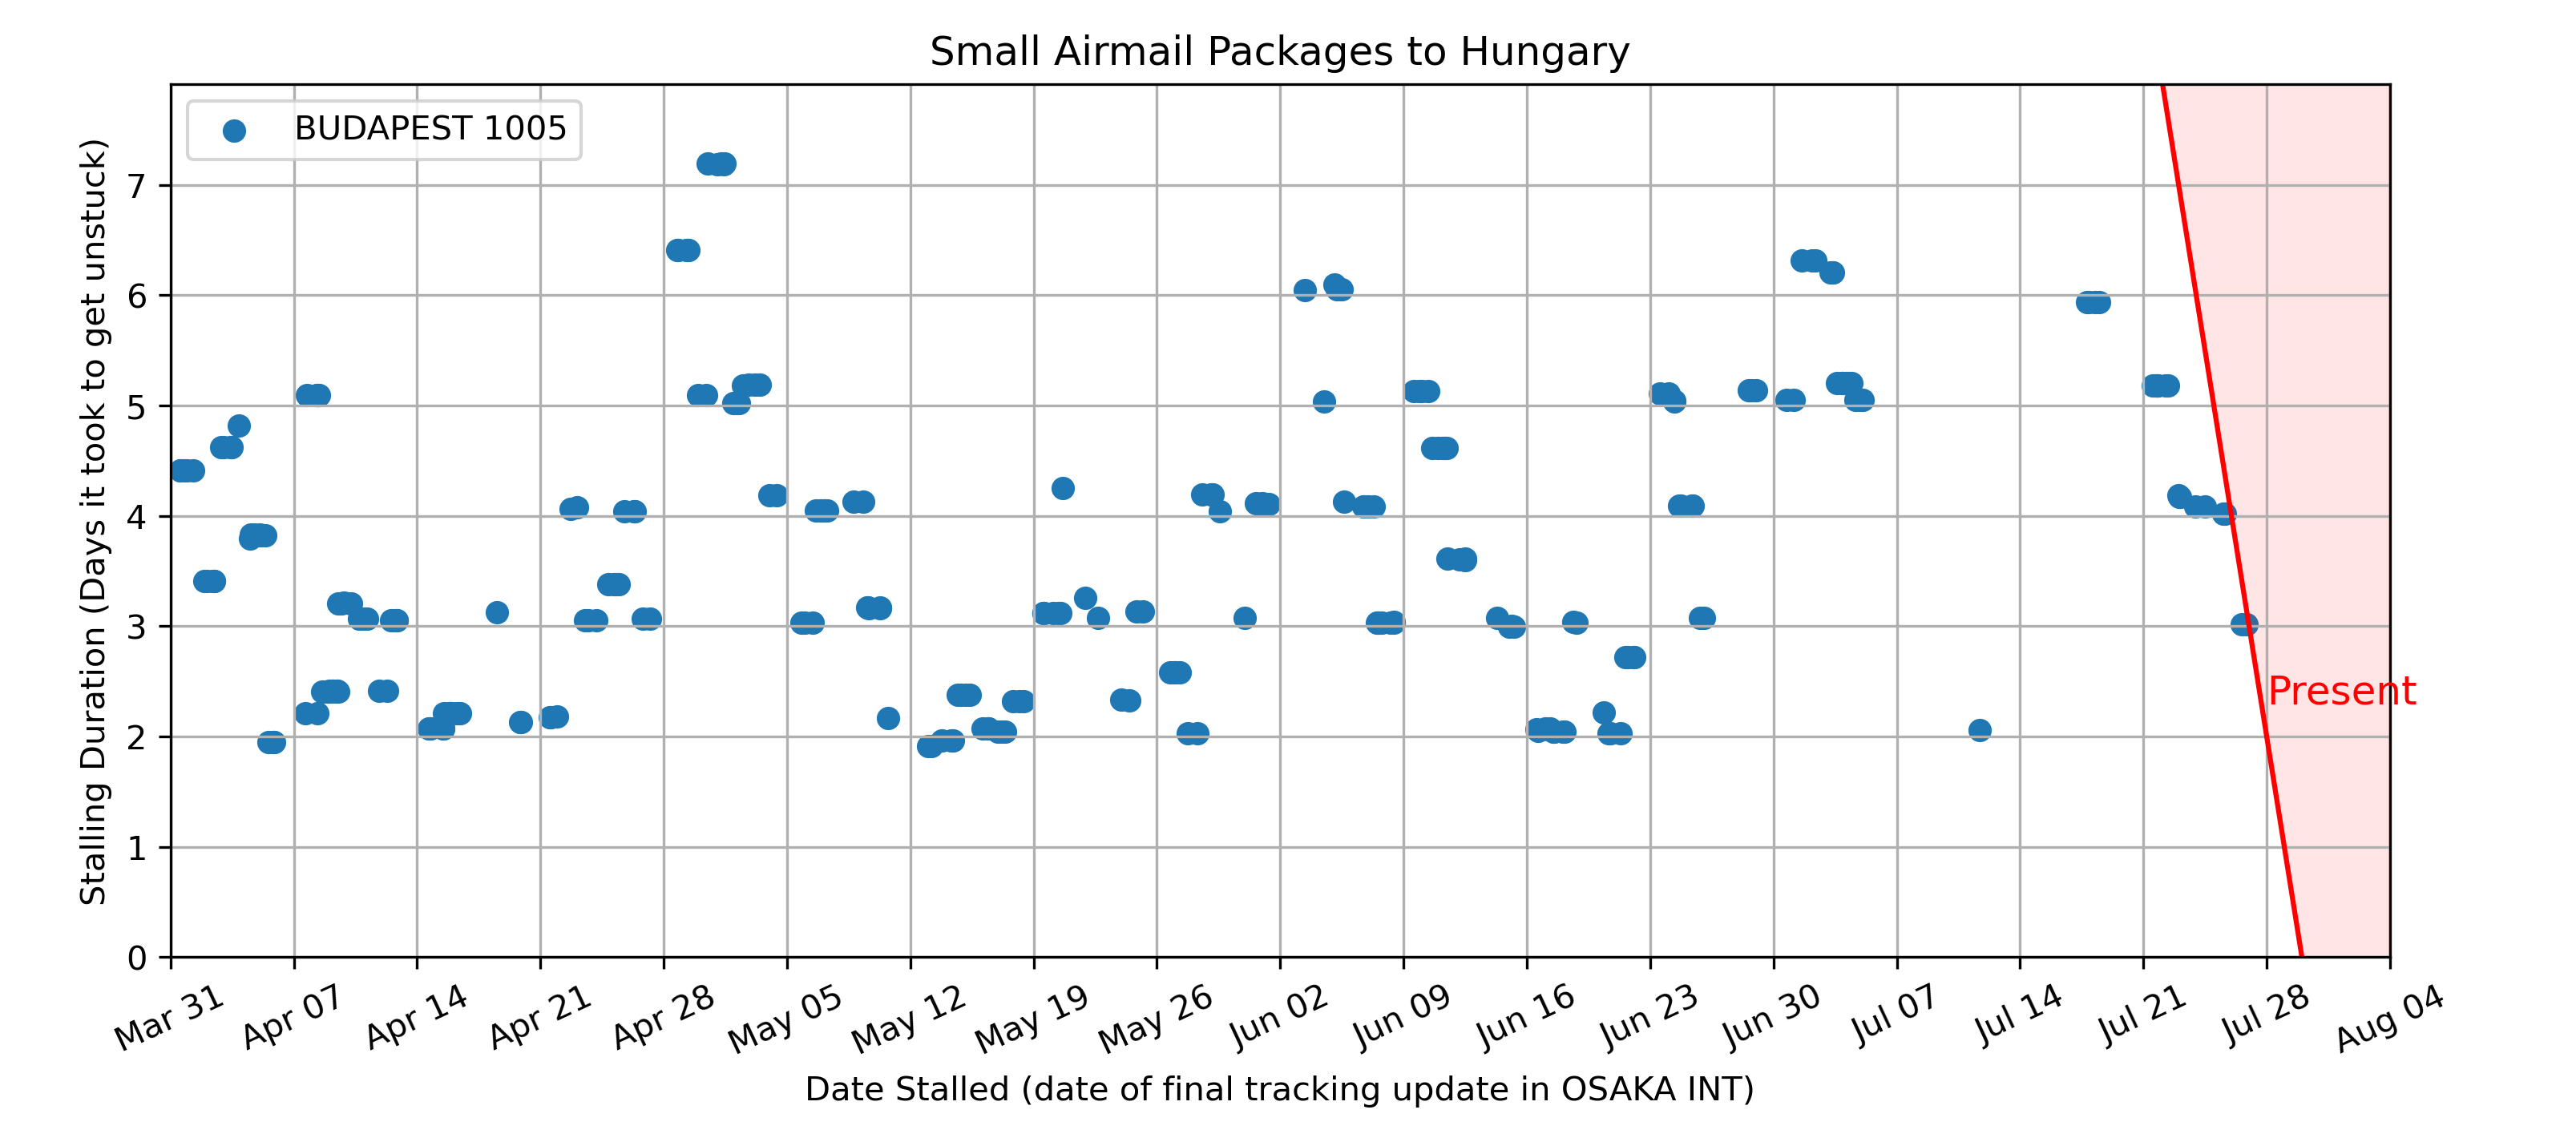 Small Airmail Packages to Hungary
BUDAPEST 1005
Stalling Duration (Days it took to get unstuck)
7
6
5
4
3
2
1
0
Present
Mar 31 Apr 07 Apr 14 Apr 21 Apr 28 May 05 May 12 May 19 May 26 Jun 02 Jun 09 Jun 16 Jun 23 Jun 30 Jul 07 Jul 14 Jul 21 Jul 28 Aug 04
Date Stalled (date of final tracking update in OSAKA INT)